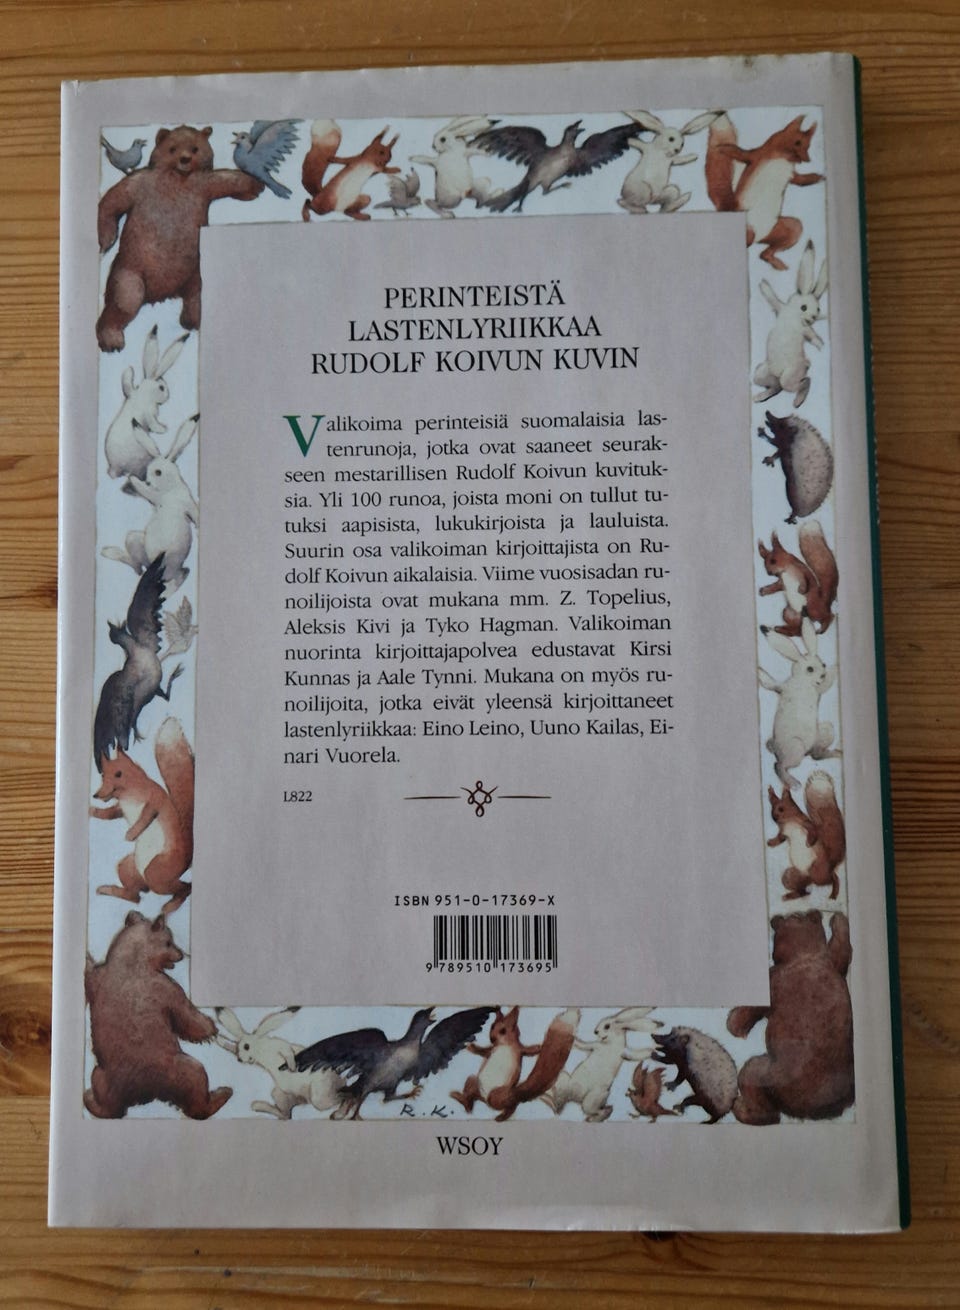 PERINTEISTÄ
LASTENLYRIIKKAA
RUDOLF KOIVUN KUVIN
Valikoima perinteisiä suomalaisia las-
tenrunoja, jotka ovat saaneet seurak-
seen mestarillisen Rudolf Koivun kuvituk-
sia. Yli 100 runoa, joista moni on tullut tu-
tuksi aapisista, lukukirjoista ja lauluista.
Suurin osa valikoiman kirjoittajista on Ru-
dolf Koivun aikalaisia. Viime vuosisadan ru-
noilijoista ovat mukana mm. Z. Topelius,
Aleksis Kivi ja Tyko Hagman. Valikoiman
nuorinta kirjoittajapolvea edustavat Kirsi
Kunnas ja Aale Tynni. Mukana on myös ru-
noilijoita, jotka eivät yleensä kirjoittaneet
lastenlyriikkaa: Eino Leino, Uuno Kailas, Ei-
nari Vuorela.
L822
ISBN 951-0-17369-X
9 789510 173695
R.K.
WSOY